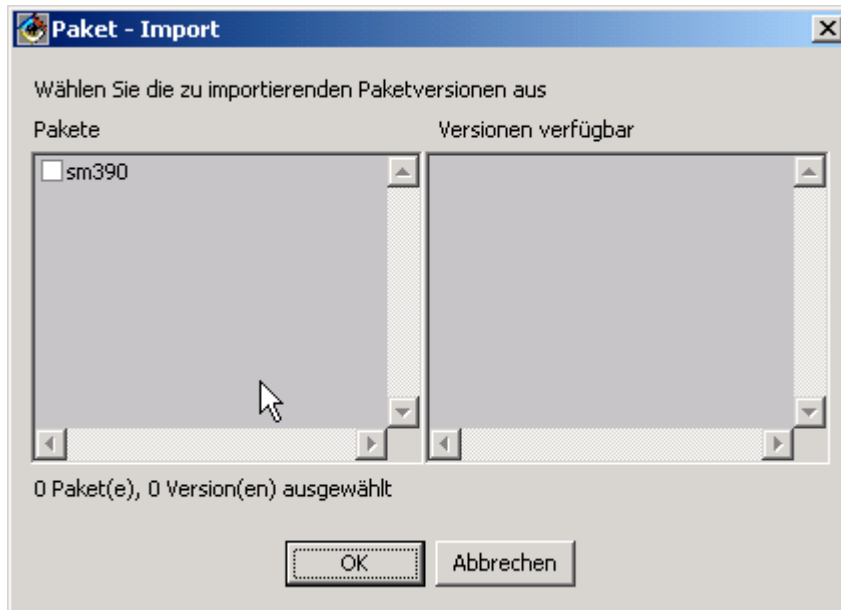 Paket - Import
Wählen Sie die zu importierenden Paketversionen aus
Pakete
Versionen verfügbar
sm390
0 Paket(e), 0 Version(en) ausgewählt
OK
Abbrechen